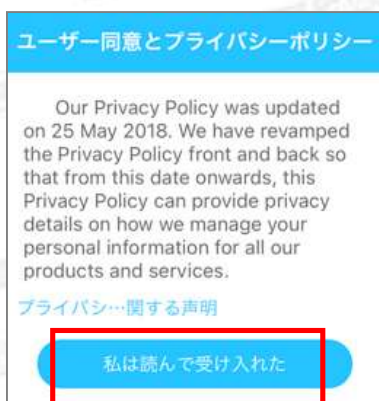 ユーザー同意とプライバシーポリシー
Our Privacy Policy was updated
on 25 May 2018. We have revamped
the Privacy Policy front and back so
that from this date onwards, this
Privacy Policy can provide privacy
details on how we manage your
personal information for all our
products and services.
プライバシ…関する声明
私は読んで受け入れた